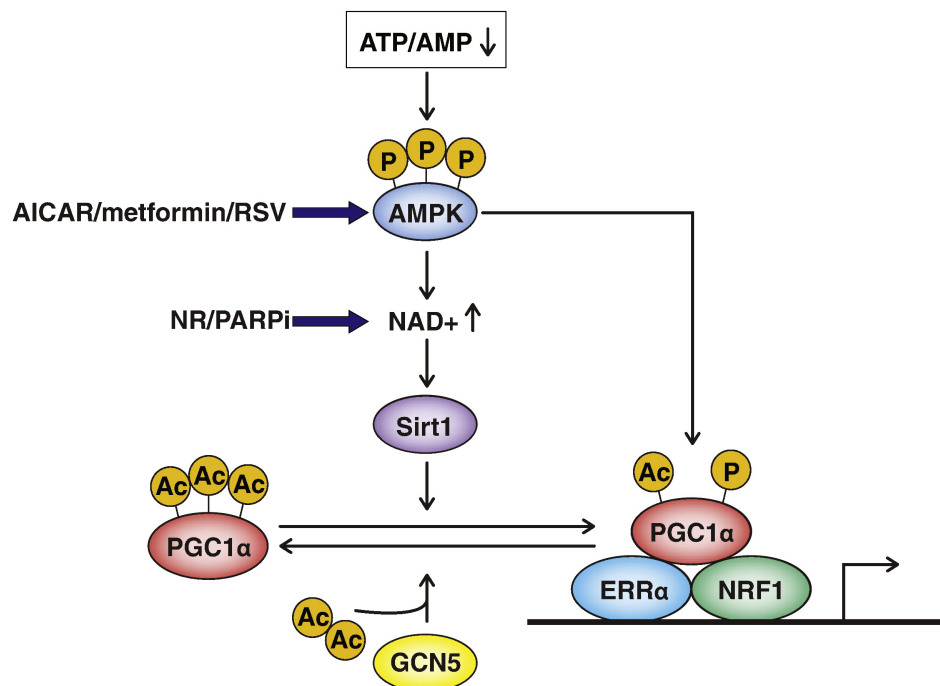 ATP/AMP ↓
P P P
AICAR/metformin/RSV AMPK
NR/PARPi NAD+ ↑
Sirt1
Ac Ac Ac
PGC1α
Ac P
PGC1α
ERRα NRF1
Ac Ac
GCN5